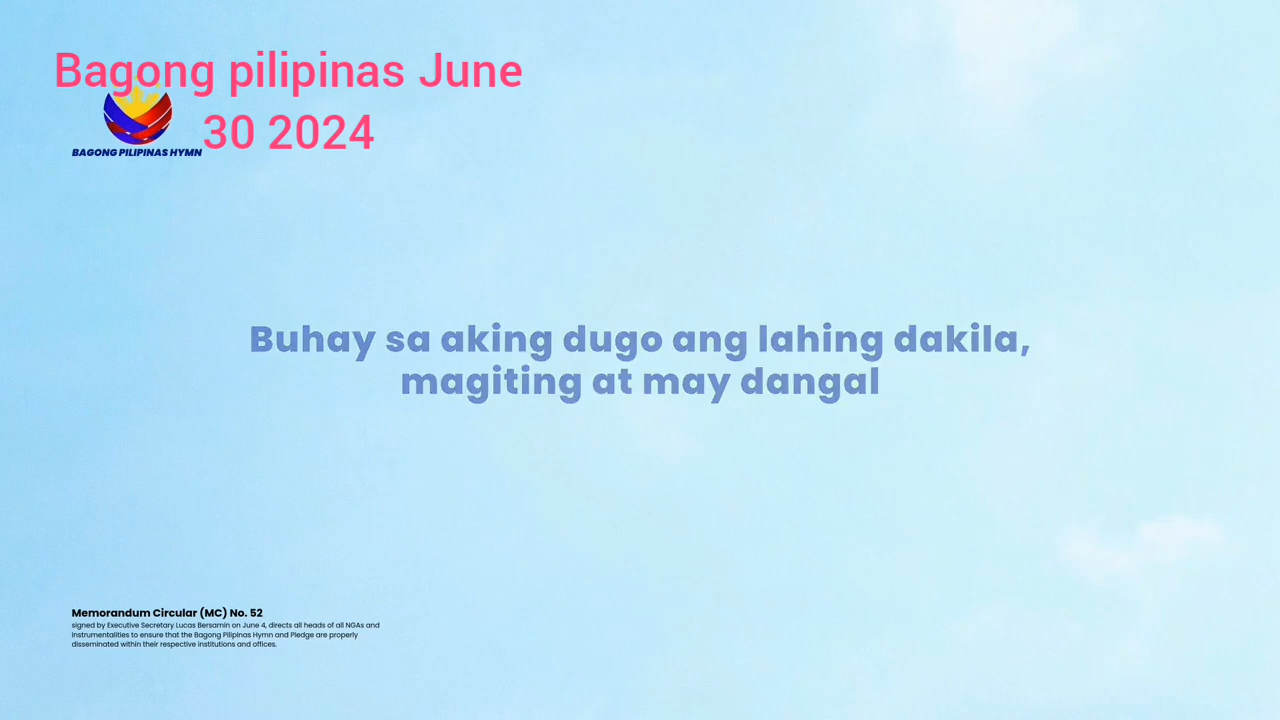 Bagong pilipinas June
30 2024
BAGONG PILIPINAS HYMN
Buhay sa aking dugo ang lahing dakila,
magiting at may dangal
Memorandum Circular (MC) No. 52
signed by Executive Secretary Lucas Bersamin on June 4, directs all heads of all NGAs and
instrumentalities to ensure that the Bagong Pilipinas Hymn and Pledge are properly
disseminated within their respective institutions and offices.